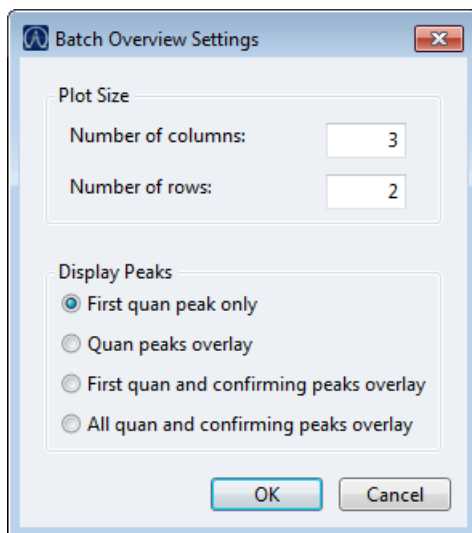 Batch Overview Settings
Plot Size
Number of columns: 3
Number of rows: 2
Display Peaks
First quan peak only
Quan peaks overlay
First quan and confirming peaks overlay
All quan and confirming peaks overlay
OK Cancel